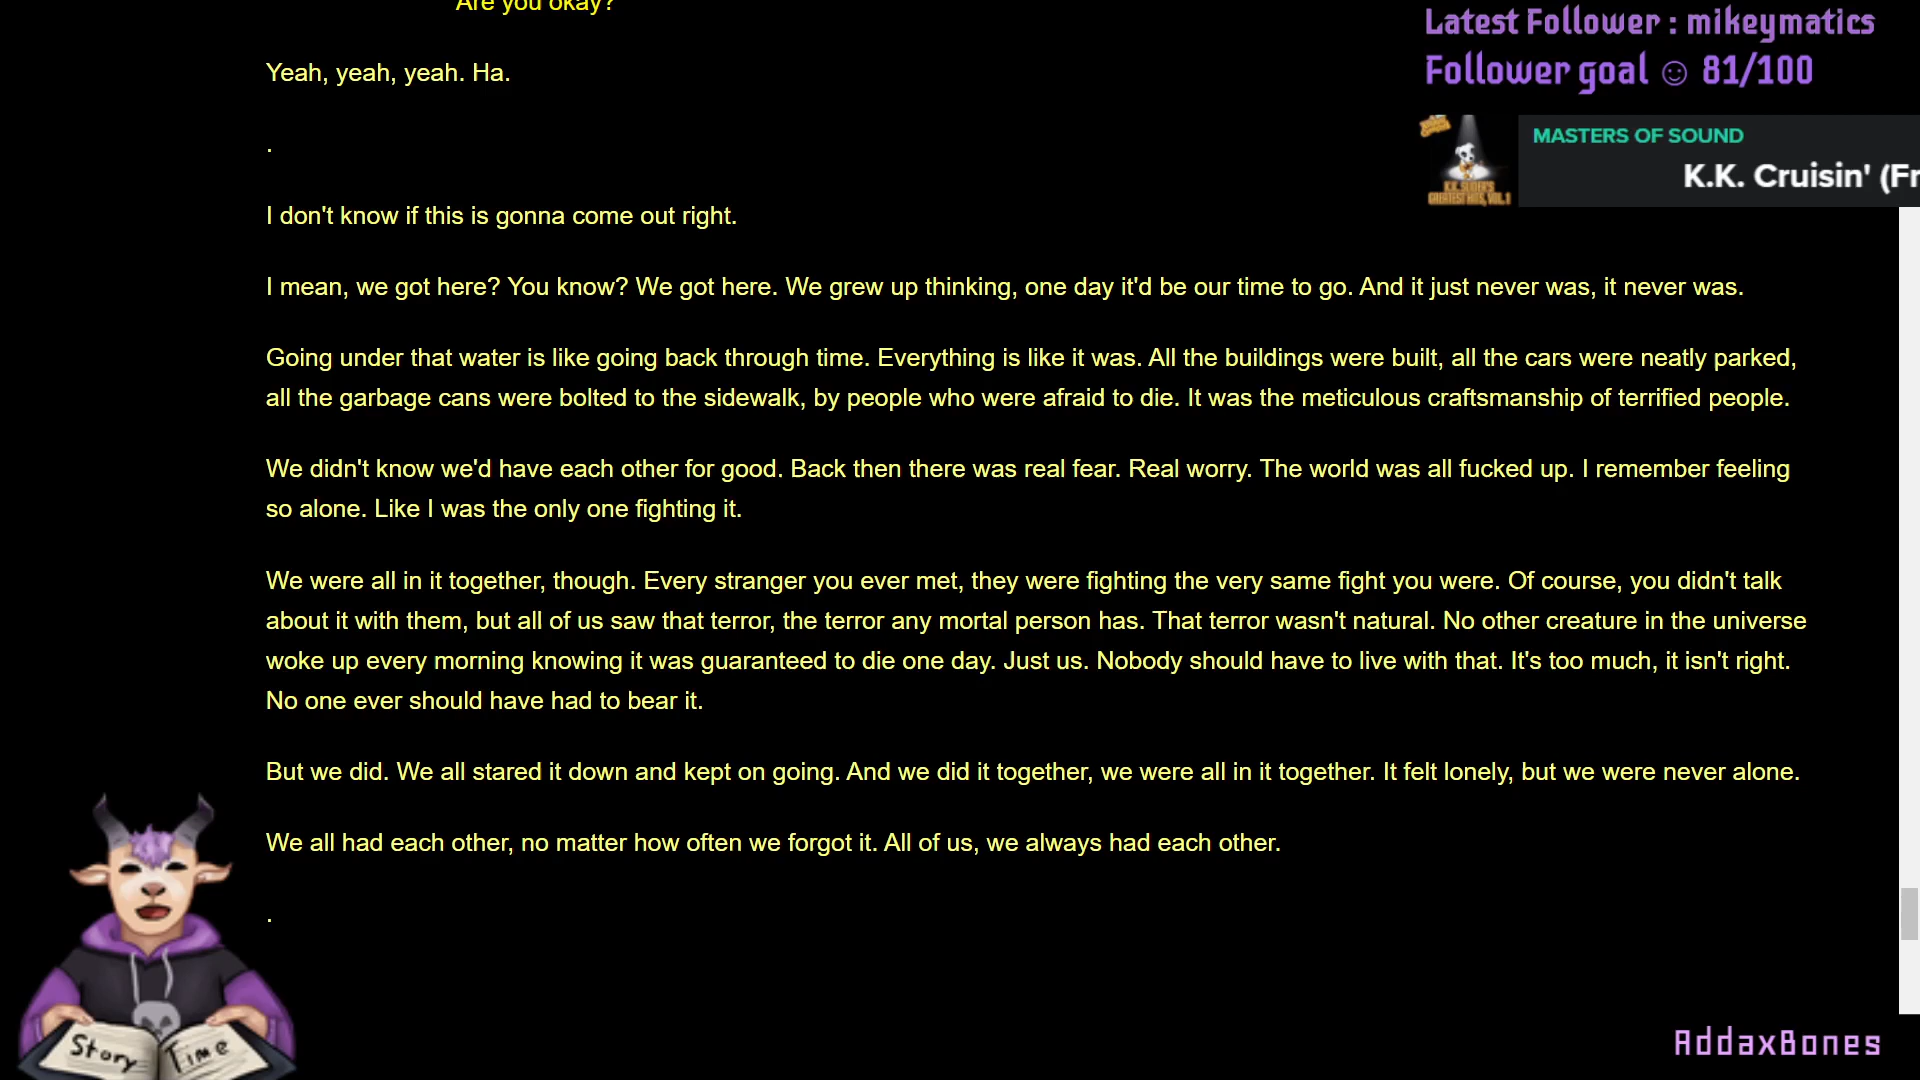 Are you okay?
Latest Follower : mikeymatics
Yeah, yeah, yeah. Ha.
Follower goal ☺ 81/100
MASTERS OF SOUND
K.K. Cruisin' (Fr
K.K. SLIDER'S
GREATEST HITS, VOL. 1
.
I don't know if this is gonna come out right.
I mean, we got here? You know? We got here. We grew up thinking, one day it'd be our time to go. And it just never was, it never was.
Going under that water is like going back through time. Everything is like it was. All the buildings were built, all the cars were neatly parked,
all the garbage cans were bolted to the sidewalk, by people who were afraid to die. It was the meticulous craftsmanship of terrified people.
We didn't know we'd have each other for good. Back then there was real fear. Real worry. The world was all fucked up. I remember feeling
so alone. Like I was the only one fighting it.
We were all in it together, though. Every stranger you ever met, they were fighting the very same fight you were. Of course, you didn't talk
about it with them, but all of us saw that terror, the terror any mortal person has. That terror wasn't natural. No other creature in the universe
woke up every morning knowing it was guaranteed to die one day. Just us. Nobody should have to live with that. It's too much, it isn't right.
No one ever should have had to bear it.
But we did. We all stared it down and kept on going. And we did it together, we were all in it together. It felt lonely, but we were never alone.
We all had each other, no matter how often we forgot it. All of us, we always had each other.
.
Story Time
AddaxBones